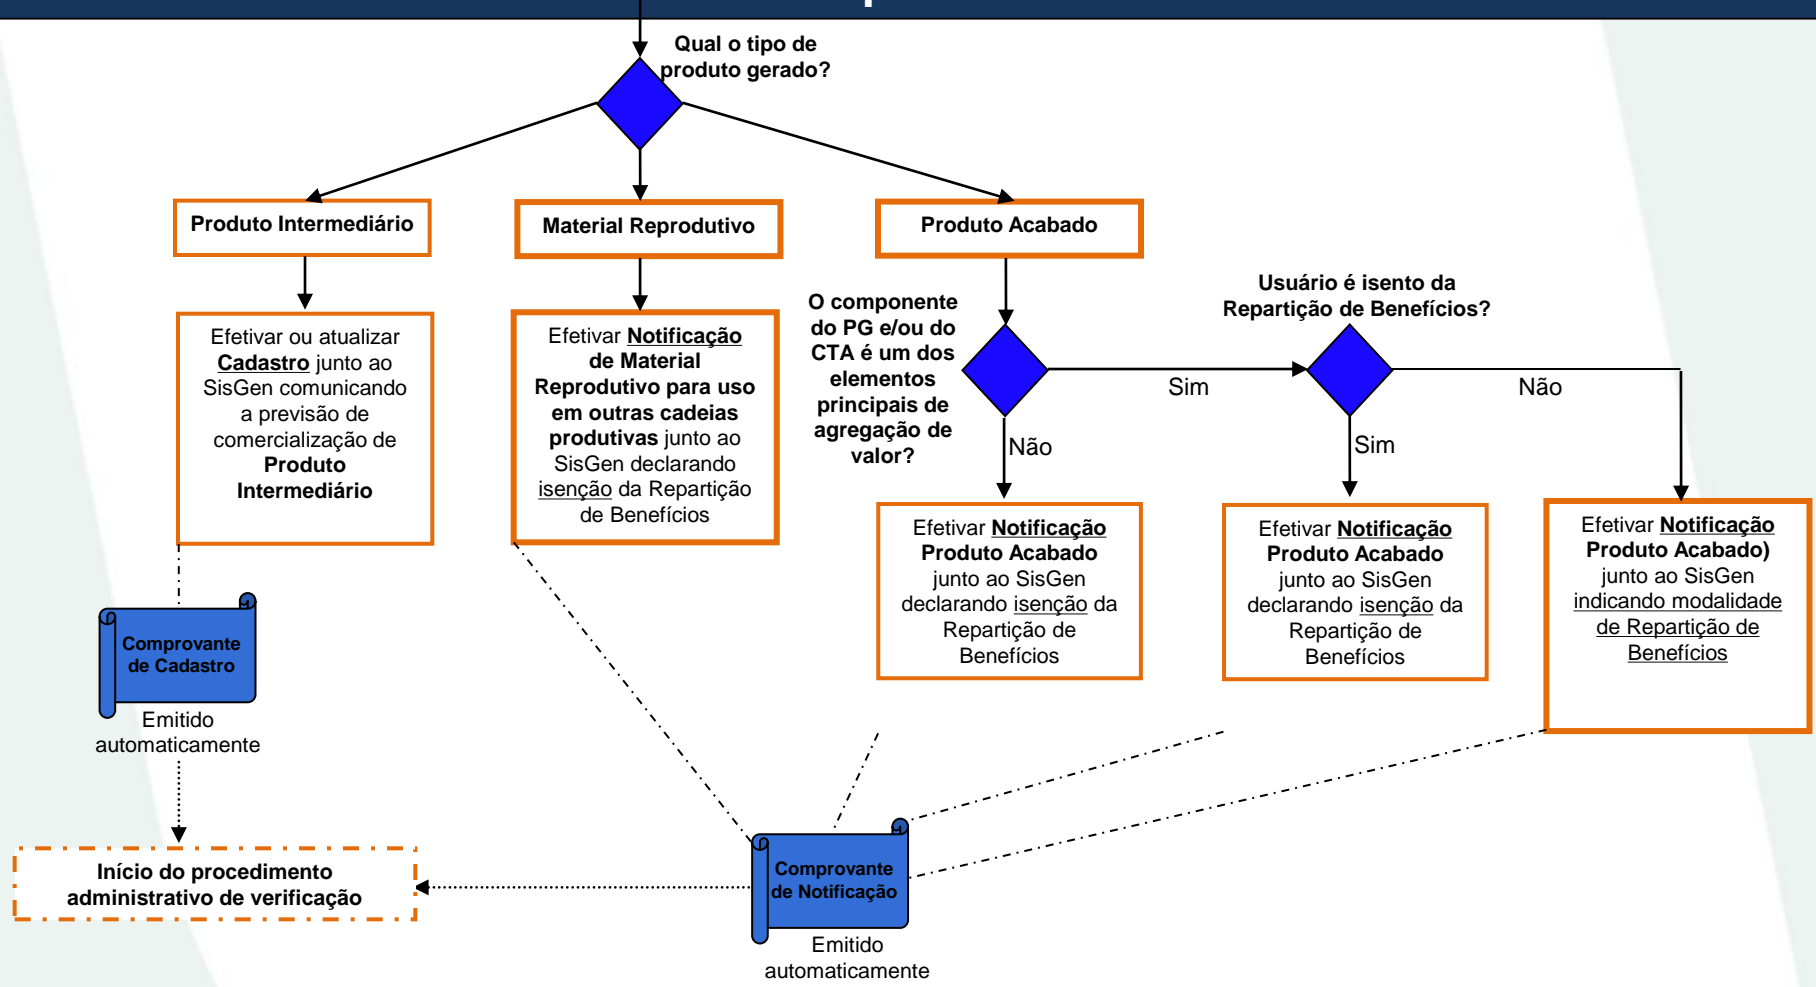 Qual o tipo de
produto gerado?
Produto Intermediário
Material Reprodutivo
Produto Acabado
Efetivar ou atualizar
Cadastro junto ao
SisGen comunicando
a previsão de
comercialização de
Produto
Intermediário
Efetivar Notificação
de Material
Reprodutivo para uso
em outras cadeias
produtivas junto ao
SisGen declarando
isenção da Repartição
de Benefícios
O componente
do PG e/ou do
CTA é um dos
elementos
principais de
agregação de
valor?
Usuário é isento da
Repartição de Benefícios?
Sim
Não
Não
Sim
Efetivar Notificação
Produto Acabado
junto ao SisGen
declarando isenção da
Repartição de
Benefícios
Efetivar Notificação
Produto Acabado
junto ao SisGen
declarando isenção da
Repartição de
Benefícios
Efetivar Notificação
Produto Acabado)
junto ao SisGen
indicando modalidade
de Repartição de
Benefícios
Comprovante
de Cadastro
Emitido
automaticamente
Início do procedimento
administrativo de verificação
Comprovante
de Notificação
Emitido
automaticamente